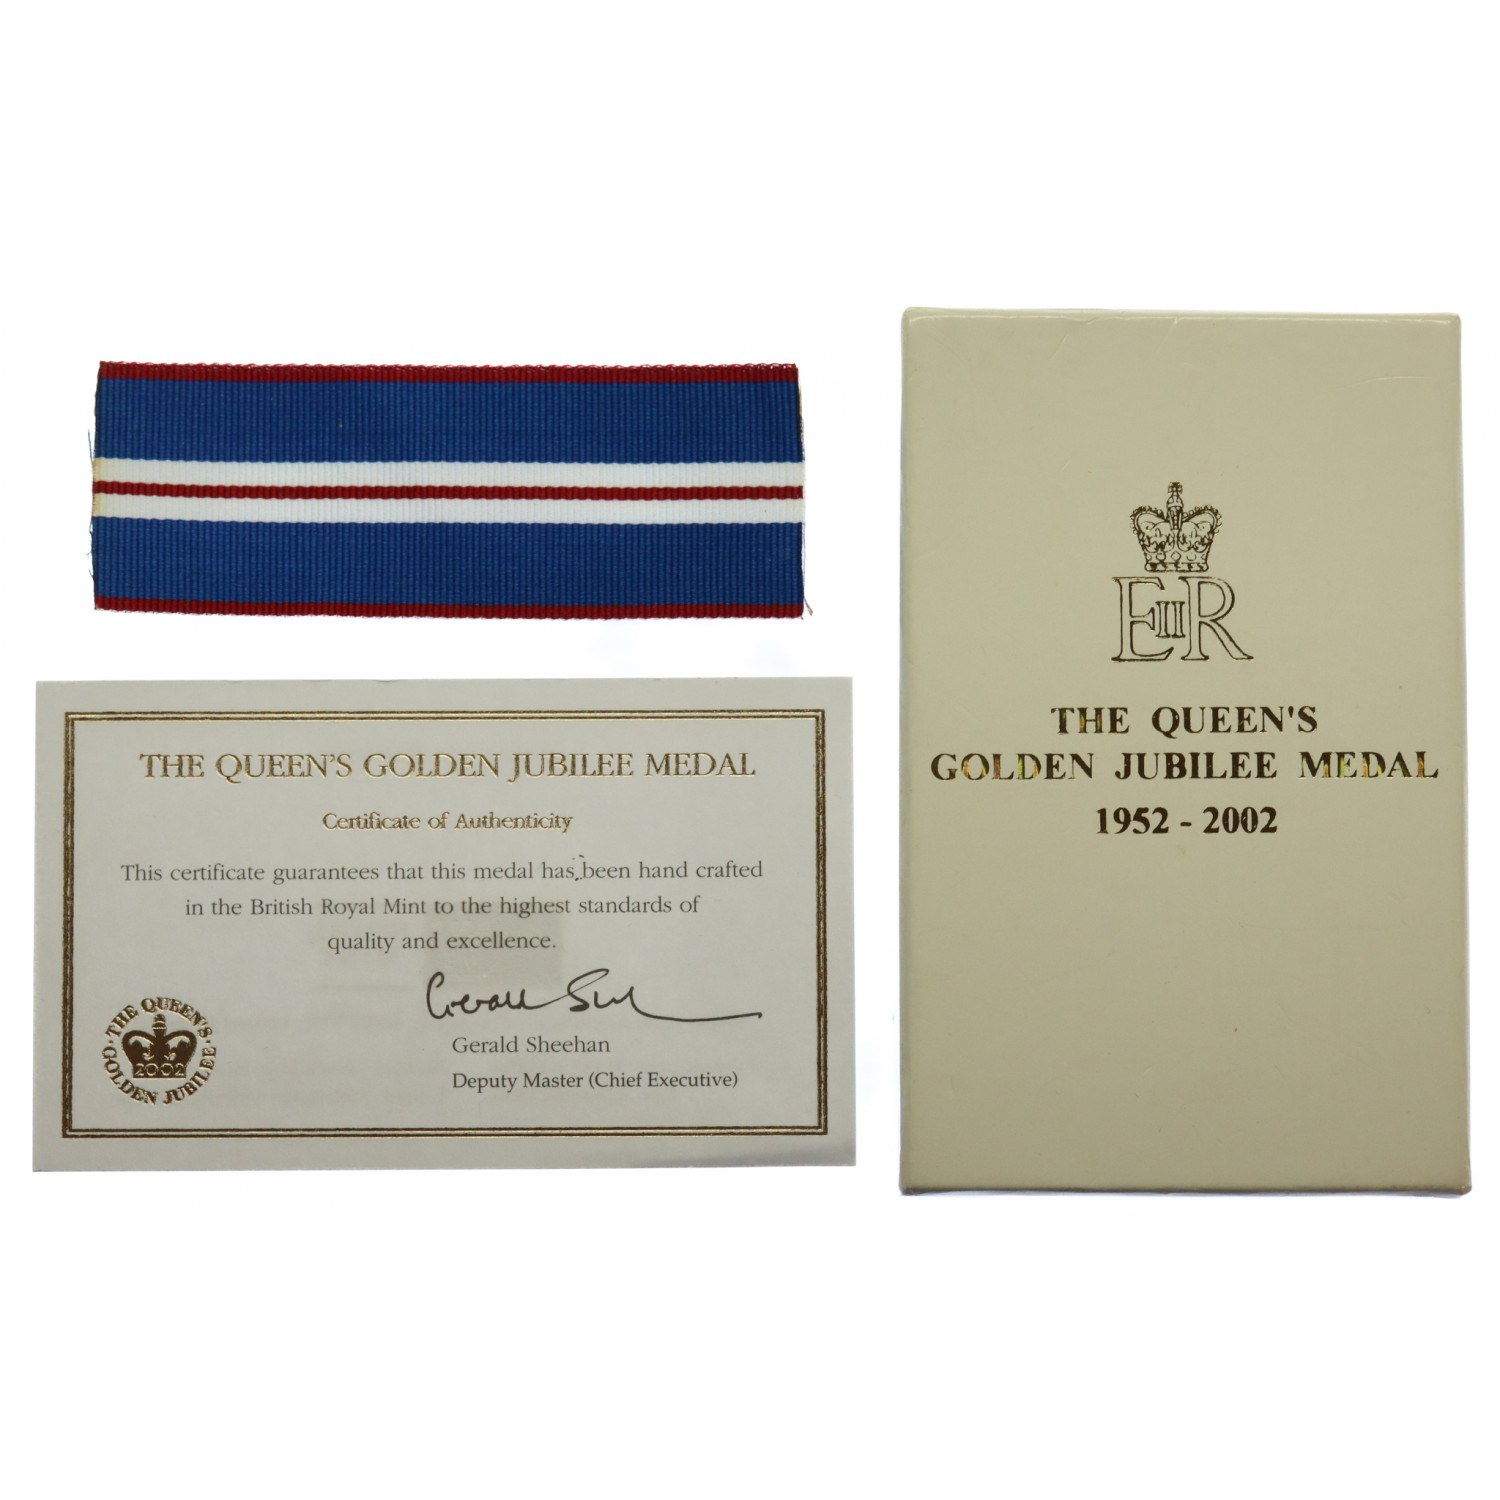 THE QUEEN'S GOLDEN JUBILEE MEDAL
Certificate of Authenticity
This certificate guarantees that this medal has been hand crafted
in the British Royal Mint to the highest standards of
quality and excellence.
Gerald Sheehan
Gerald Sheehan
Deputy Master (Chief Executive)
· THE QUEEN'S ·
2002
GOLDEN JUBILEE
EIIR
THE QUEEN'S
GOLDEN JUBILEE MEDAL
1952 - 2002